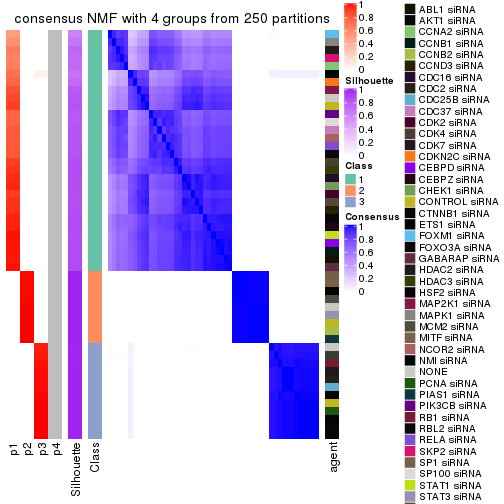 consensus NMF with 4 groups from 250 partitions
p1
p2
p3
p4
Silhouette
Class
agent
1
0.8
0.6
0.4
0.2
0
Silhouette
1
0.8
0.6
0.4
0.2
0
Class
1
2
3
Consensus
1
0.8
0.6
0.4
0.2
0
ABL1 siRNA
AKT1 siRNA
CCNA2 siRNA
CCNB1 siRNA
CCNB2 siRNA
CCND3 siRNA
CDC16 siRNA
CDC2 siRNA
CDC25B siRNA
CDC37 siRNA
CDK2 siRNA
CDK4 siRNA
CDK7 siRNA
CDKN2C siRNA
CEBPD siRNA
CEBPZ siRNA
CHEK1 siRNA
CONTROL siRNA
CTNNB1 siRNA
ETS1 siRNA
FOXM1 siRNA
FOXO3A siRNA
GABARAP siRNA
HDAC2 siRNA
HDAC3 siRNA
HSF2 siRNA
MAP2K1 siRNA
MAPK1 siRNA
MCM2 siRNA
MITF siRNA
NCOR2 siRNA
NMI siRNA
NONE
PCNA siRNA
PIAS1 siRNA
PIK3CB siRNA
RB1 siRNA
RBL2 siRNA
RELA siRNA
SKP2 siRNA
SP1 siRNA
SP100 siRNA
STAT1 siRNA
STAT3 siRNA